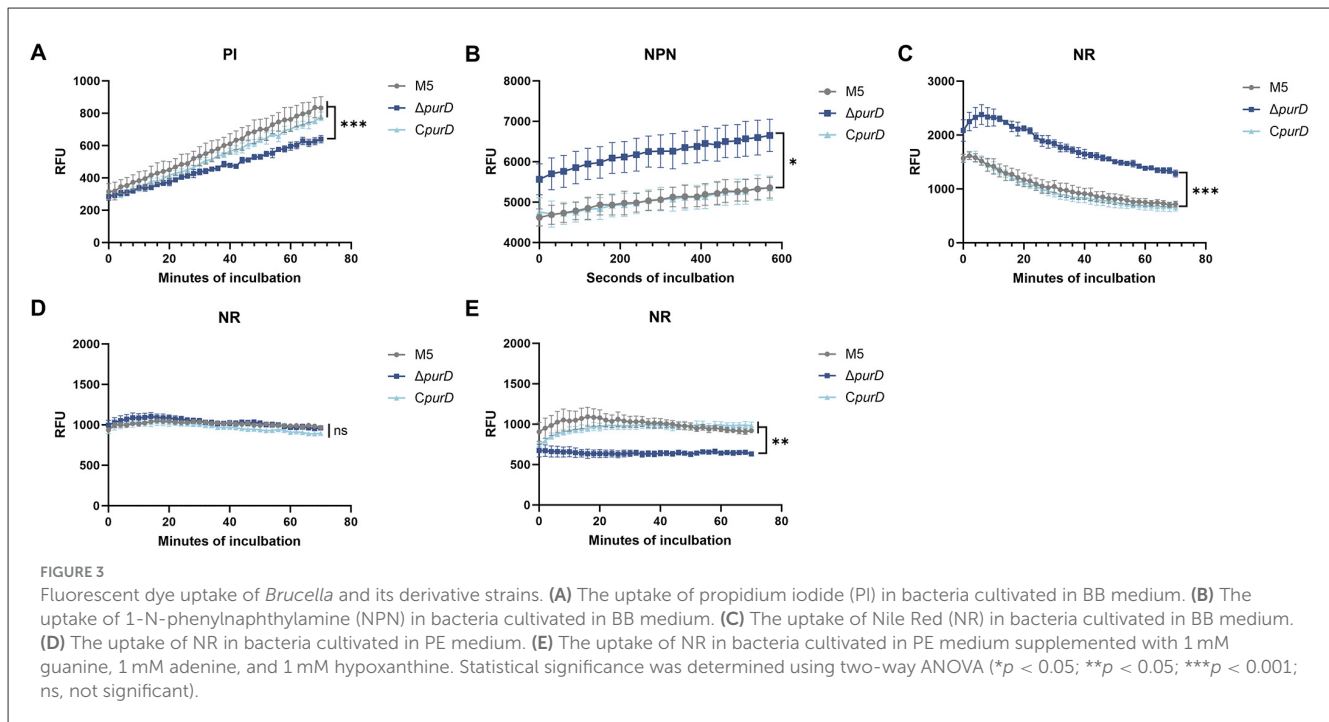 A
PI
RFU
1000
800
600
400
200
0
0 20 40 60 80
Minutes of inculbation
M5
ΔpurD
CpurD
***
B
NPN
RFU
8000
7000
6000
5000
4000
0 200 400 600
Seconds of inculbation
M5
ΔpurD
CpurD
*
C
NR
RFU
3000
2000
1000
0
0 20 40 60 80
Minutes of inculbation
M5
ΔpurD
CpurD
***
D
NR
RFU
2000
1500
1000
500
0
0 20 40 60 80
Minutes of inculbation
M5
ΔpurD
CpurD
ns
E
NR
RFU
2000
1500
1000
500
0
0 20 40 60 80
Minutes of inculbation
M5
ΔpurD
CpurD
**
FIGURE 3
Fluorescent dye uptake of Brucella and its derivative strains. (A) The uptake of propidium iodide (PI) in bacteria cultivated in BB medium. (B) The
uptake of 1-N-phenylnaphthylamine (NPN) in bacteria cultivated in BB medium. (C) The uptake of Nile Red (NR) in bacteria cultivated in BB medium.
(D) The uptake of NR in bacteria cultivated in PE medium. (E) The uptake of NR in bacteria cultivated in PE medium supplemented with 1 mM
guanine, 1 mM adenine, and 1 mM hypoxanthine. Statistical significance was determined using two-way ANOVA (*p < 0.05; **p < 0.05; ***p < 0.001;
ns, not significant).